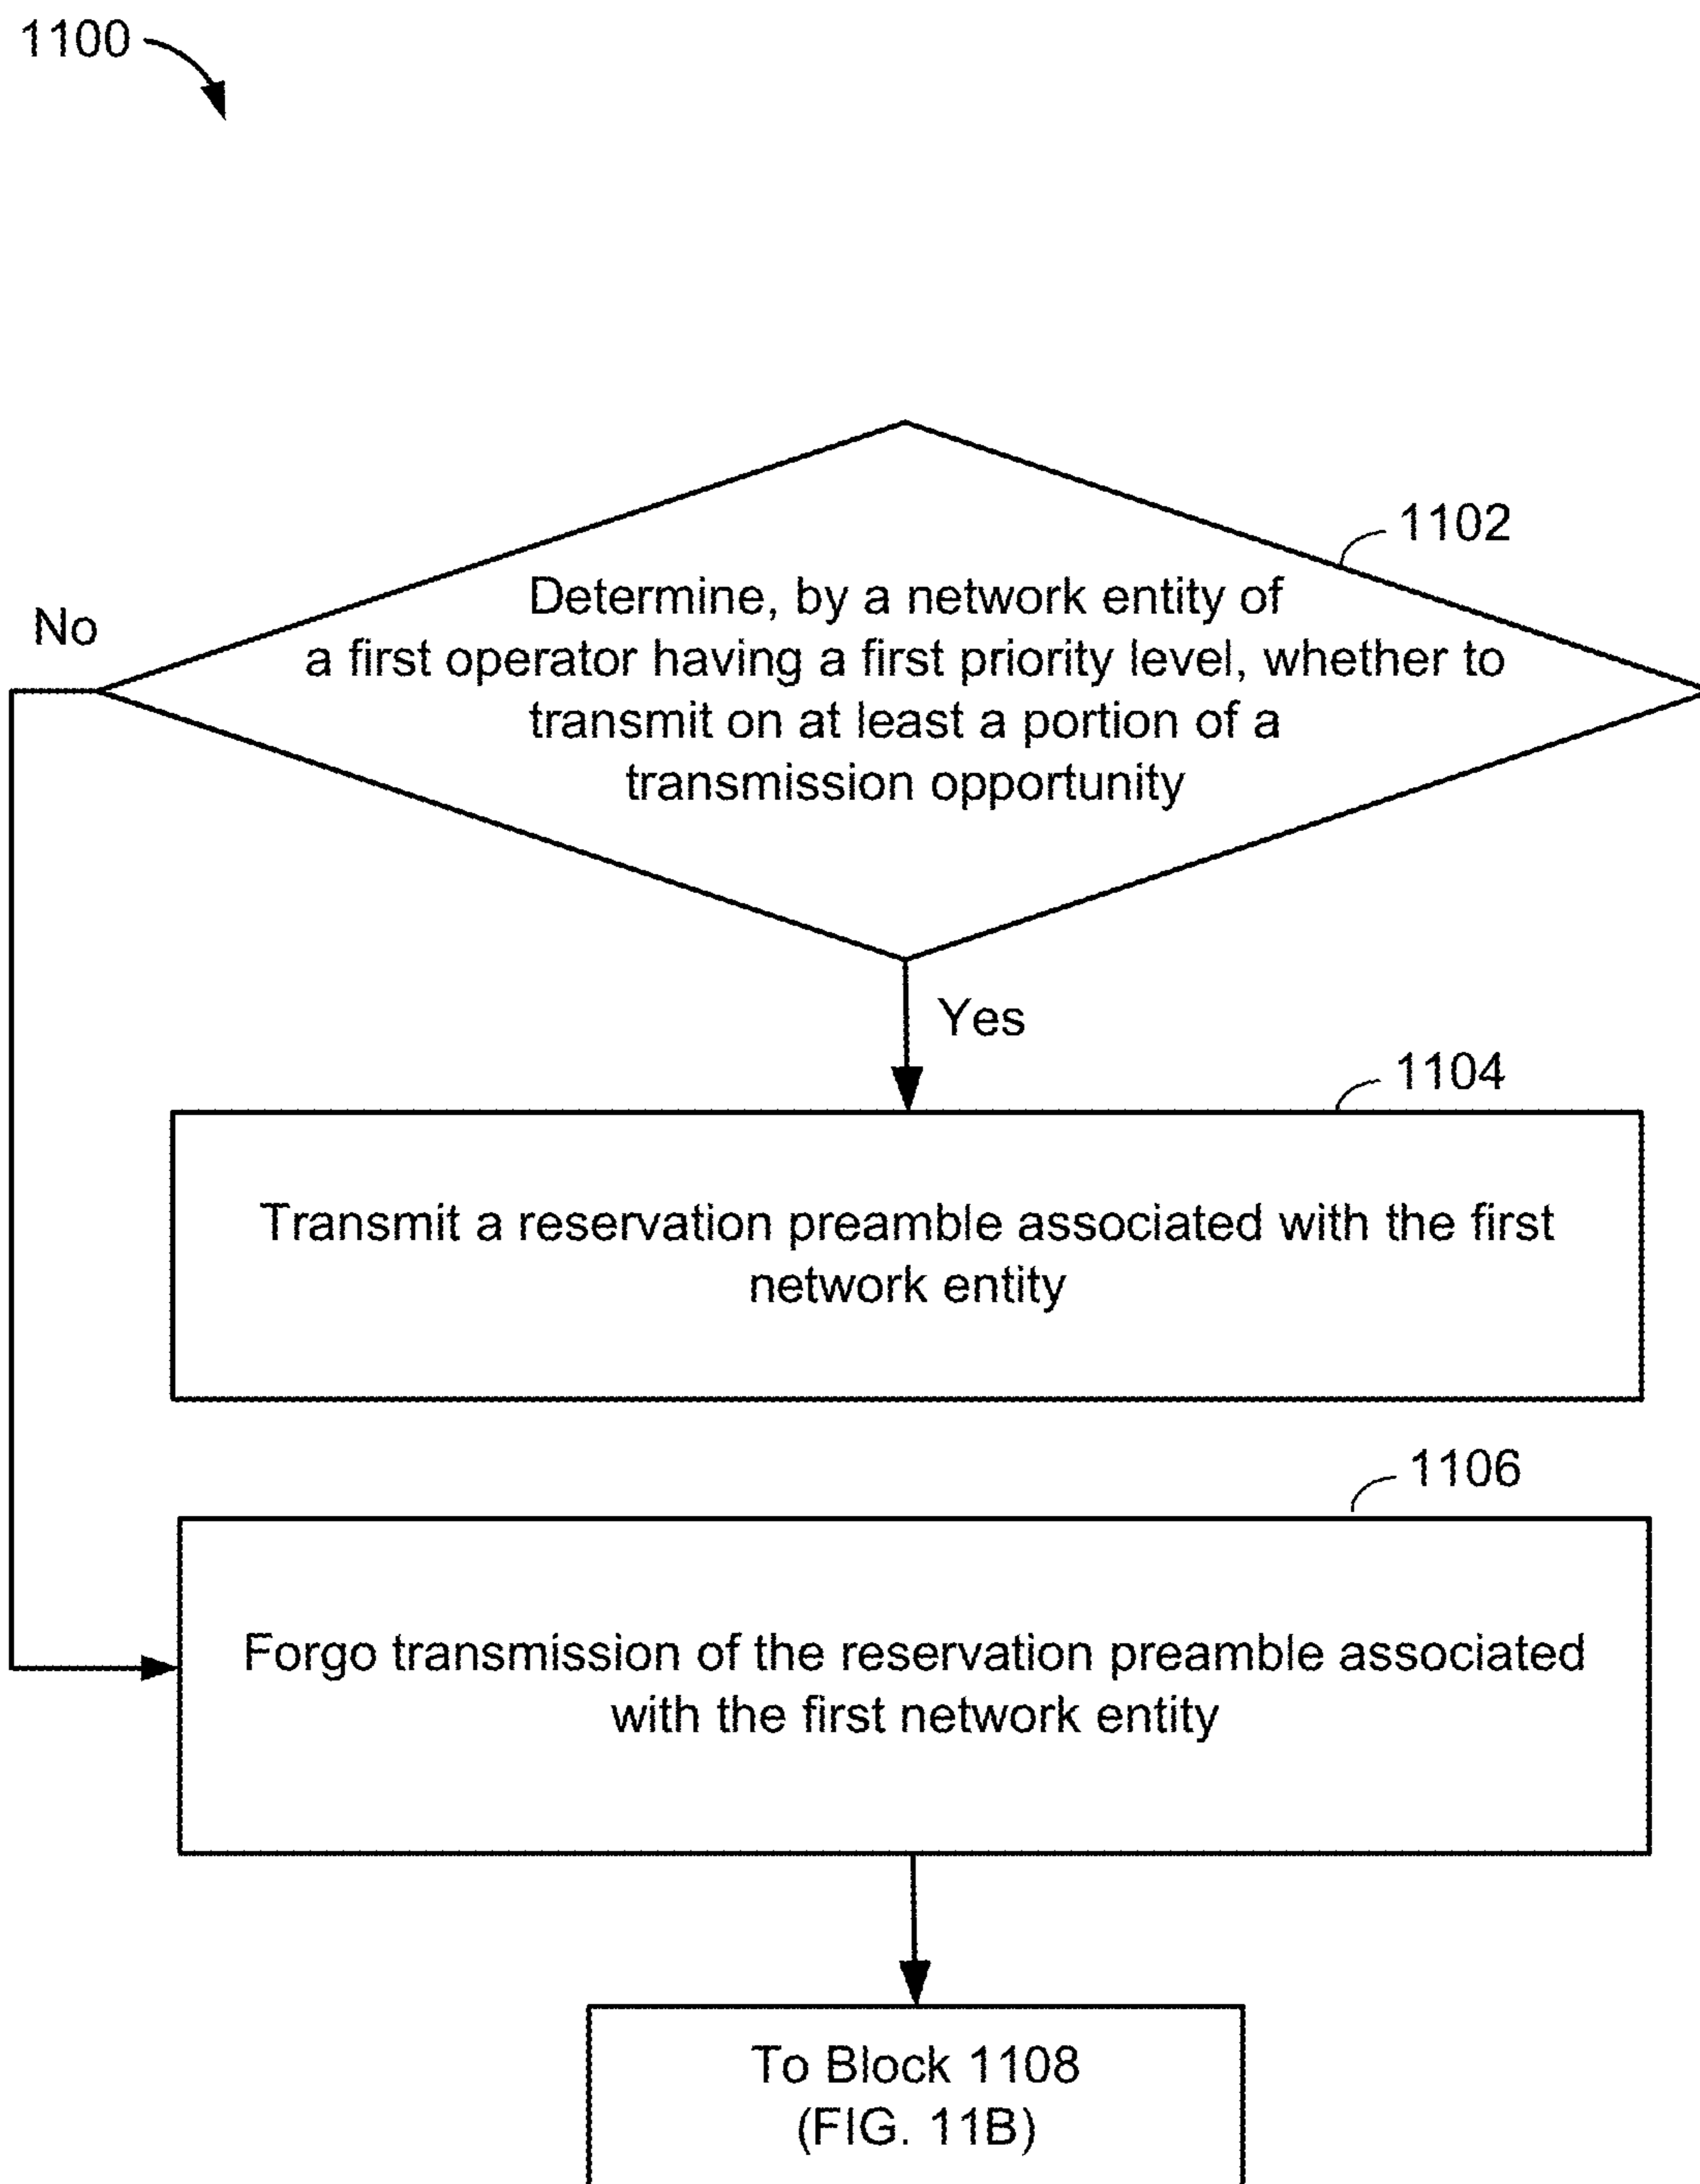 1100
1102
No
Determine, by a network entity of
a first operator having a first priority level, whether to
transmit on at least a portion of a
transmission opportunity
Yes
1104
Transmit a reservation preamble associated with the first
network entity
1106
Forgo transmission of the reservation preamble associated
with the first network entity
To Block 1108
(FIG. 11B)